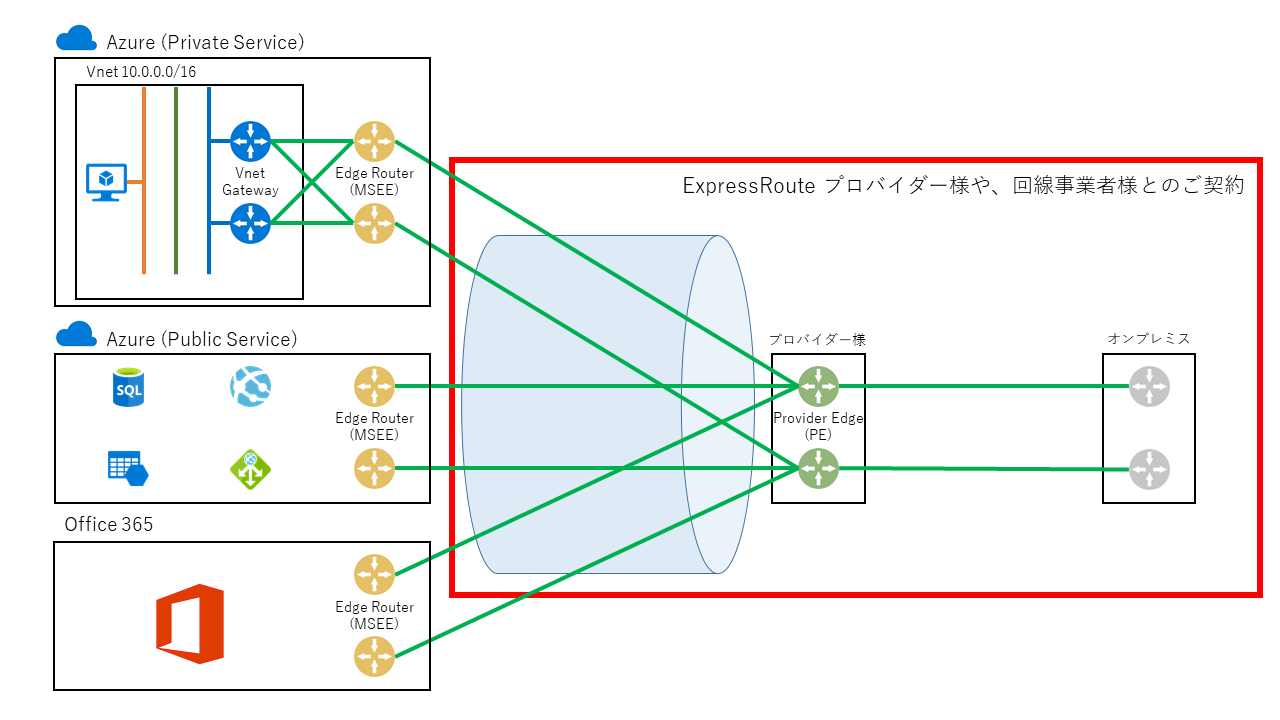 Azure (Private Service)
Vnet 10.0.0.0/16
Vnet
Gateway
Edge Router
(MSEE)
ExpressRoute プロバイダー様や、回線事業者様とのご契約
Azure (Public Service)
SQL
Edge Router
(MSEE)
プロバイダー様
Provider Edge
(PE)
オンプレミス
Office 365
Edge Router
(MSEE)